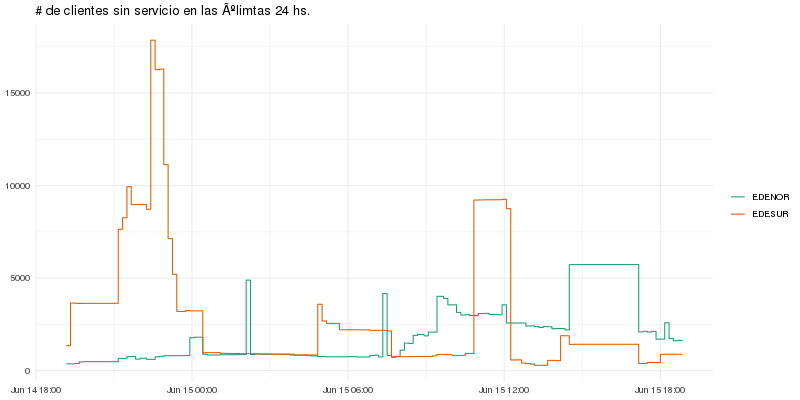 # de clientes sin servicio en las Ãºlimtas 24 hs.
15000
10000
5000
0
Jun 14 18:00
Jun 15 00:00
Jun 15 06:00
Jun 15 12:00
Jun 15 18:00
EDENOR
EDESUR